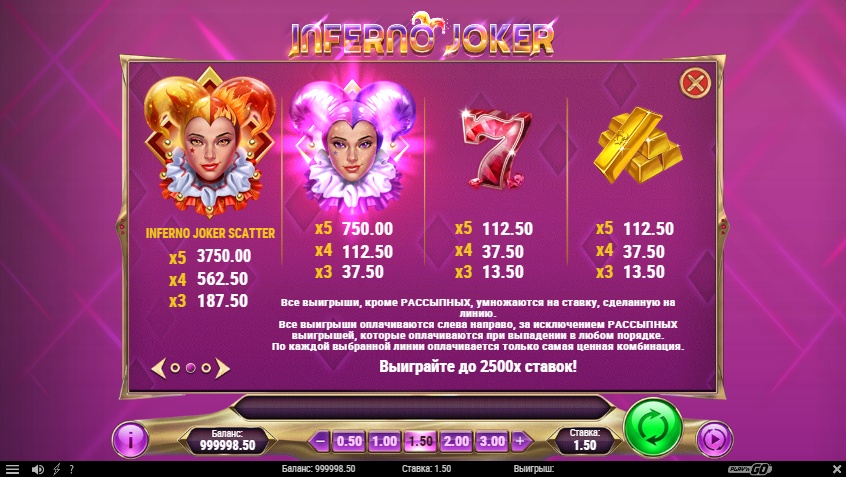 INFERNO JOKER
INFERNO JOKER SCATTER
x5 3750.00
x4 562.50
x3 187.50
x5 750.00
x4 112.50
x3 37.50
x5 112.50
x4 37.50
x3 13.50
x5 112.50
x4 37.50
x3 13.50
Все выигрыши, кроме РАССЫПНЫХ, умножаются на ставку, сделанную на
линию.
Все выигрыши оплачиваются слева направо, за исключением РАССЫПНЫХ
выигрышей, которые оплачиваются при выпадении в любом порядке.
По каждой выбранной линии оплачивается только самая ценная комбинация.
Выиграйте до 2500x ставок!
Баланс:
999998.50
− 0.50 1.00 1.50 2.00 3.00 +
Ставка:
1.50
? Баланс: 999998.50 Ставка: 1.50 Выигрыш: PLAY'N GO